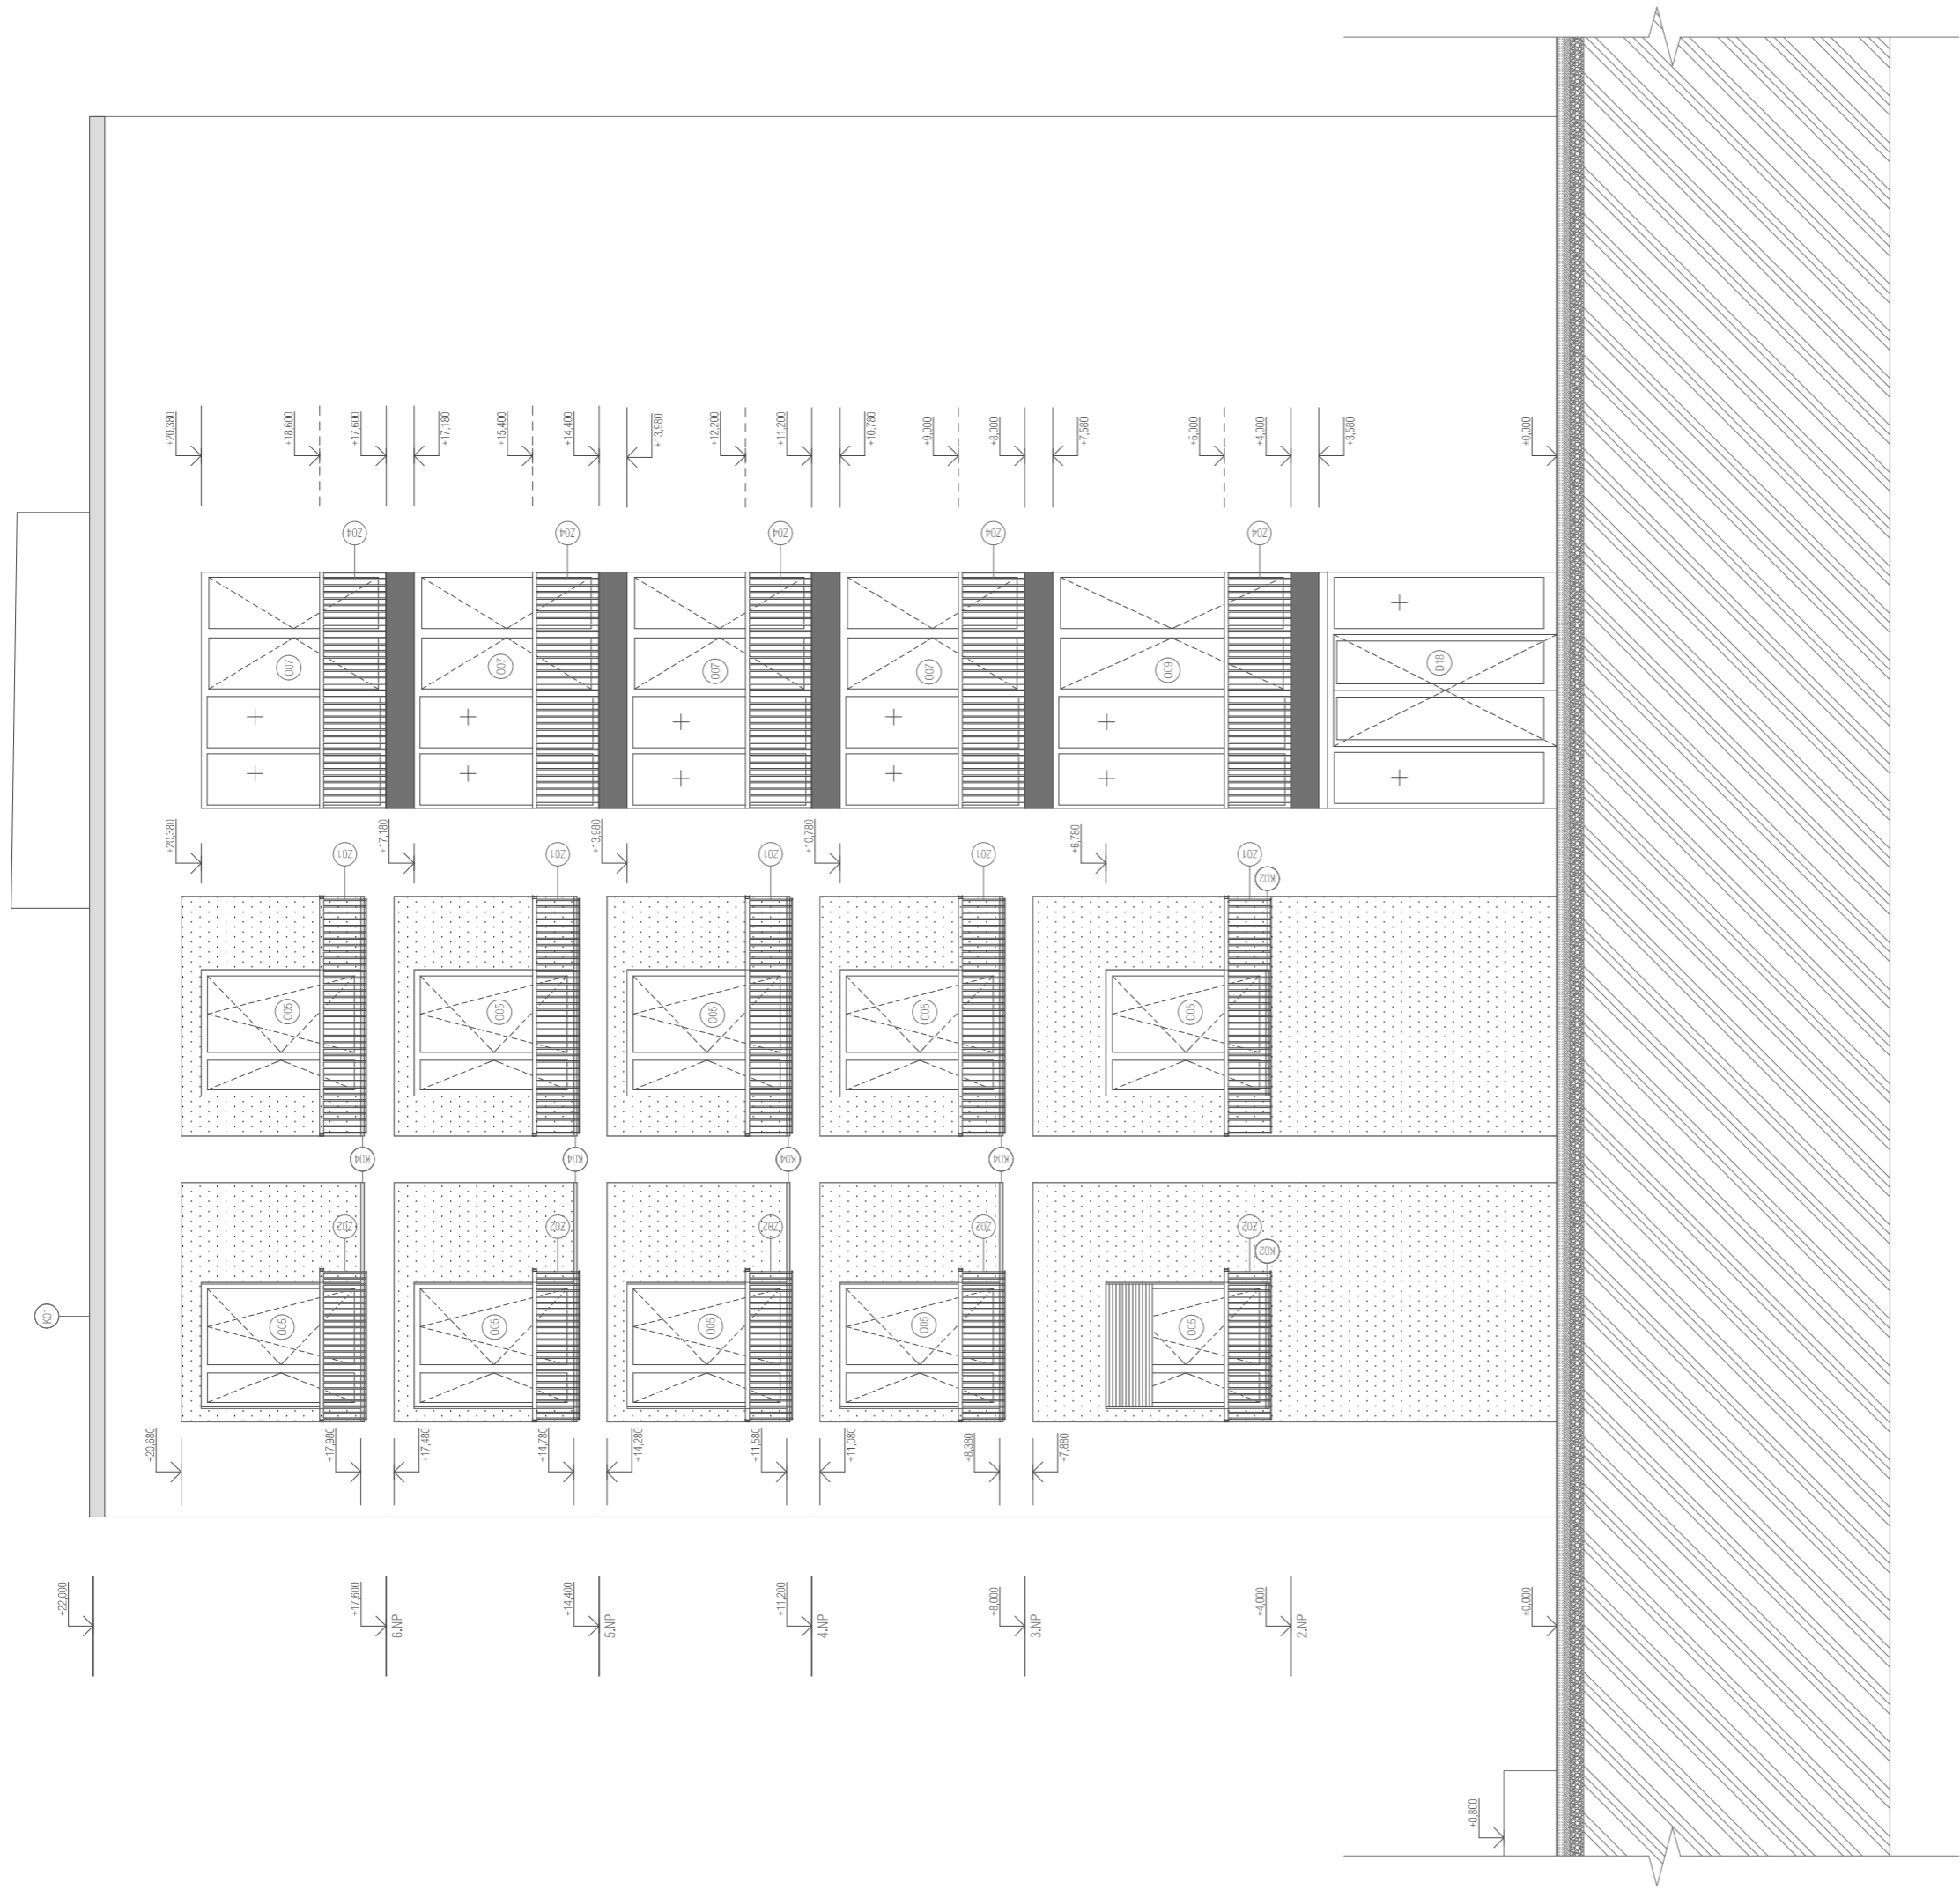 K01
+22,000
+20,680
+20,380
+20,380
O05
O05
O07
+18,600
+17,980
Z02
Z01
Z04
K04
+17,600
6.NP
+17,600
+17,480
+17,180
+17,180
O05
O05
O07
+15,400
+14,780
Z02
Z01
Z04
K04
+14,400
5.NP
+14,400
+14,280
+13,980
+13,980
O05
O05
O07
+12,200
+11,580
Z02
Z01
Z04
K04
+11,200
4.NP
+11,200
+11,080
+10,780
+10,780
O05
O05
O07
+9,000
+8,380
Z02
Z01
Z04
K04
+8,000
3.NP
+8,000
+7,880
+7,580
+6,780
O05
O05
O09
+5,000
Z02
Z01
Z04
K02
K02
+4,000
2.NP
+4,000
+3,580
D18
+0,800
±0,000
±0,000